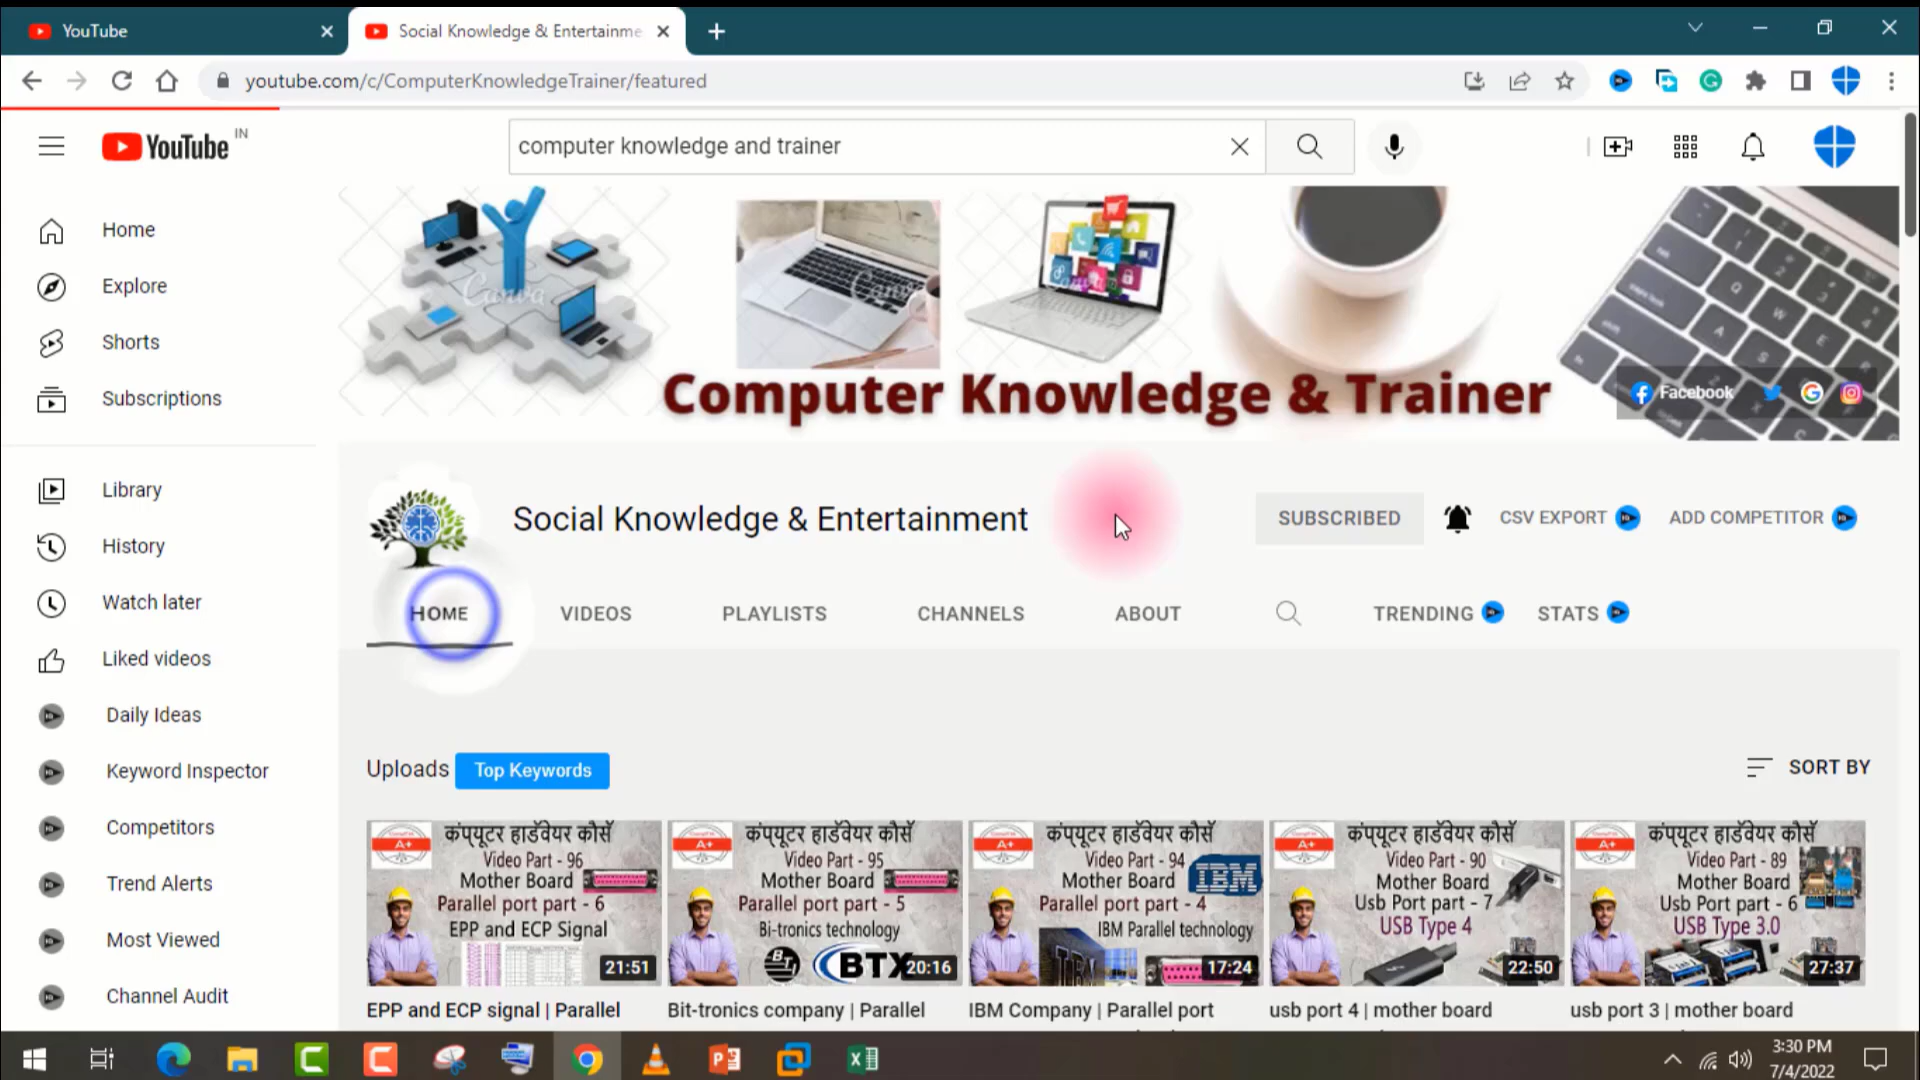 YouTube
Social Knowledge & Entertainme
youtube.com/c/ComputerKnowledgeTrainer/featured
YouTube IN
computer knowledge and trainer
Home
Explore
Shorts
Subscriptions
Library
History
Watch later
Liked videos
Daily Ideas
Keyword Inspector
Competitors
Trend Alerts
Most Viewed
Channel Audit
Canva
Computer Knowledge & Trainer
Facebook
Social Knowledge & Entertainment
SUBSCRIBED
CSV EXPORT
ADD COMPETITOR
HOME
VIDEOS
PLAYLISTS
CHANNELS
ABOUT
TRENDING
STATS
Uploads
Top Keywords
SORT BY
A+
कंप्यूटर हार्डवेयर कोर्स
Video Part - 96
Mother Board
Parallel port part - 6
EPP and ECP Signal
21:51
EPP and ECP signal | Parallel
A+
कंप्यूटर हार्डवेयर कोर्स
Video Part - 95
Mother Board
Parallel port part - 5
Bi-tronics technology
BTX
20:16
Bit-tronics company | Parallel
A+
कंप्यूटर हार्डवेयर कोर्स
Video Part - 94
Mother Board
IBM
Parallel port part - 4
IBM Parallel technology
17:24
IBM Company | Parallel port
A+
कंप्यूटर हार्डवेयर कोर्स
Video Part - 90
Mother Board
Usb Port part - 7
USB Type 4
22:50
usb port 4 | mother board
A+
कंप्यूटर हार्डवेयर कोर्स
Video Part - 89
Mother Board
Usb Port part - 6
USB Type 3.0
27:37
usb port 3 | mother board
3:30 PM
7/4/2022